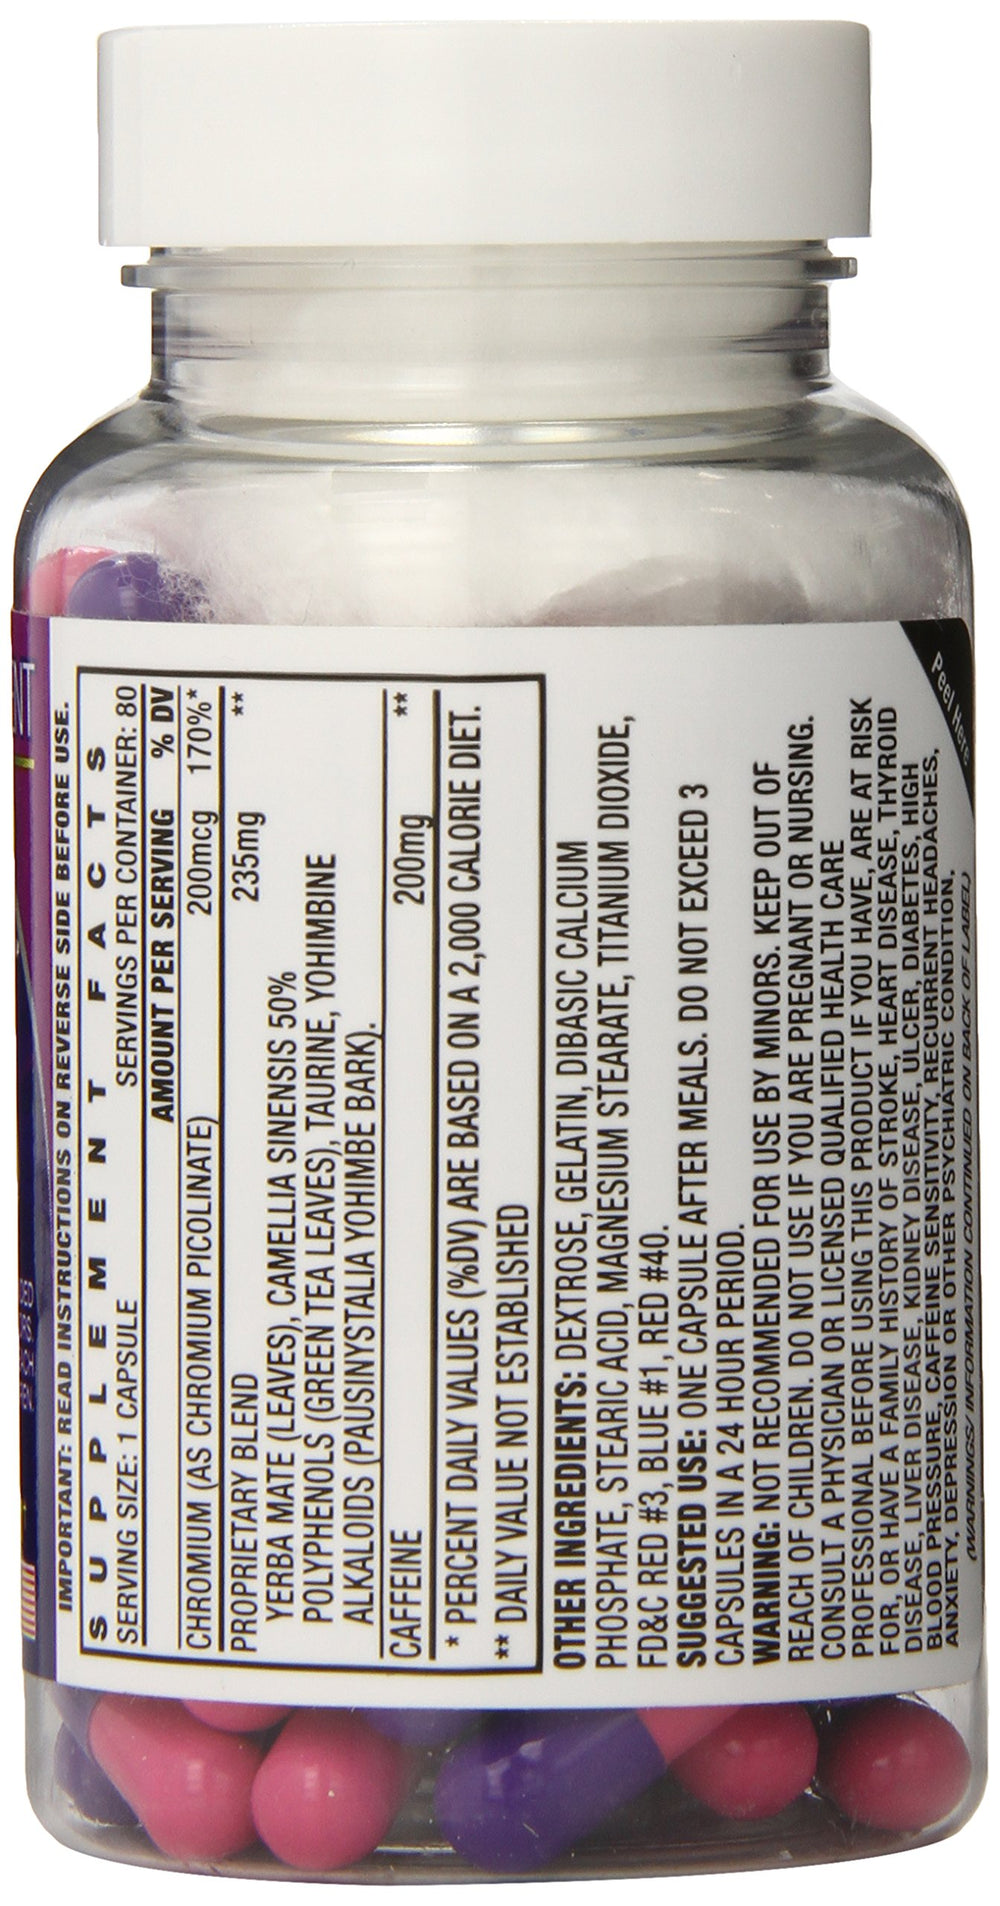 IMPORTANT: READ INSTRUCTIONS ON REVERSE SIDE BEFORE USE.
SUPPLEMENT FACTS
SERVING SIZE: 1 CAPSULE SERVINGS PER CONTAINER: 80
AMOUNT PER SERVING % DV
CHROMIUM (AS CHROMIUM PICOLINATE) 200mcg 170%*
PROPRIETARY BLEND 235mg **
YERBA MATE (LEAVES), CAMELLIA SINENSIS 50%
POLYPHENOLS (GREEN TEA LEAVES), TAURINE, YOHIMBINE
ALKALOIDS (PAUSINYSTALIA YOHIMBE BARK).
CAFFEINE 200mg **
* PERCENT DAILY VALUES (%DV) ARE BASED ON A 2,000 CALORIE DIET.
** DAILY VALUE NOT ESTABLISHED
OTHER INGREDIENTS: DEXTROSE, GELATIN, DIBASIC CALCIUM
PHOSPHATE, STEARIC ACID, MAGNESIUM STEARATE, TITANIUM DIOXIDE,
FD&C RED #3, BLUE #1, RED #40.
SUGGESTED USE: ONE CAPSULE AFTER MEALS. DO NOT EXCEED 3
CAPSULES IN A 24 HOUR PERIOD.
WARNING: NOT RECOMMENDED FOR USE BY MINORS. KEEP OUT OF
REACH OF CHILDREN. DO NOT USE IF YOU ARE PREGNANT OR NURSING.
CONSULT A PHYSICIAN OR LICENSED QUALIFIED HEALTH CARE
PROFESSIONAL BEFORE USING THIS PRODUCT IF YOU HAVE, ARE AT RISK
FOR, OR HAVE A FAMILY HISTORY OF STROKE, HEART DISEASE, THYROID
DISEASE, LIVER DISEASE, KIDNEY DISEASE, ULCER, DIABETES, HIGH
BLOOD PRESSURE, CAFFEINE SENSITIVITY, RECURRENT HEADACHES,
ANXIETY, DEPRESSION OR OTHER PSYCHIATRIC CONDITION.
(WARNINGS/ INFORMATION CONTINUED ON BACK OF LABEL)
Peel Here